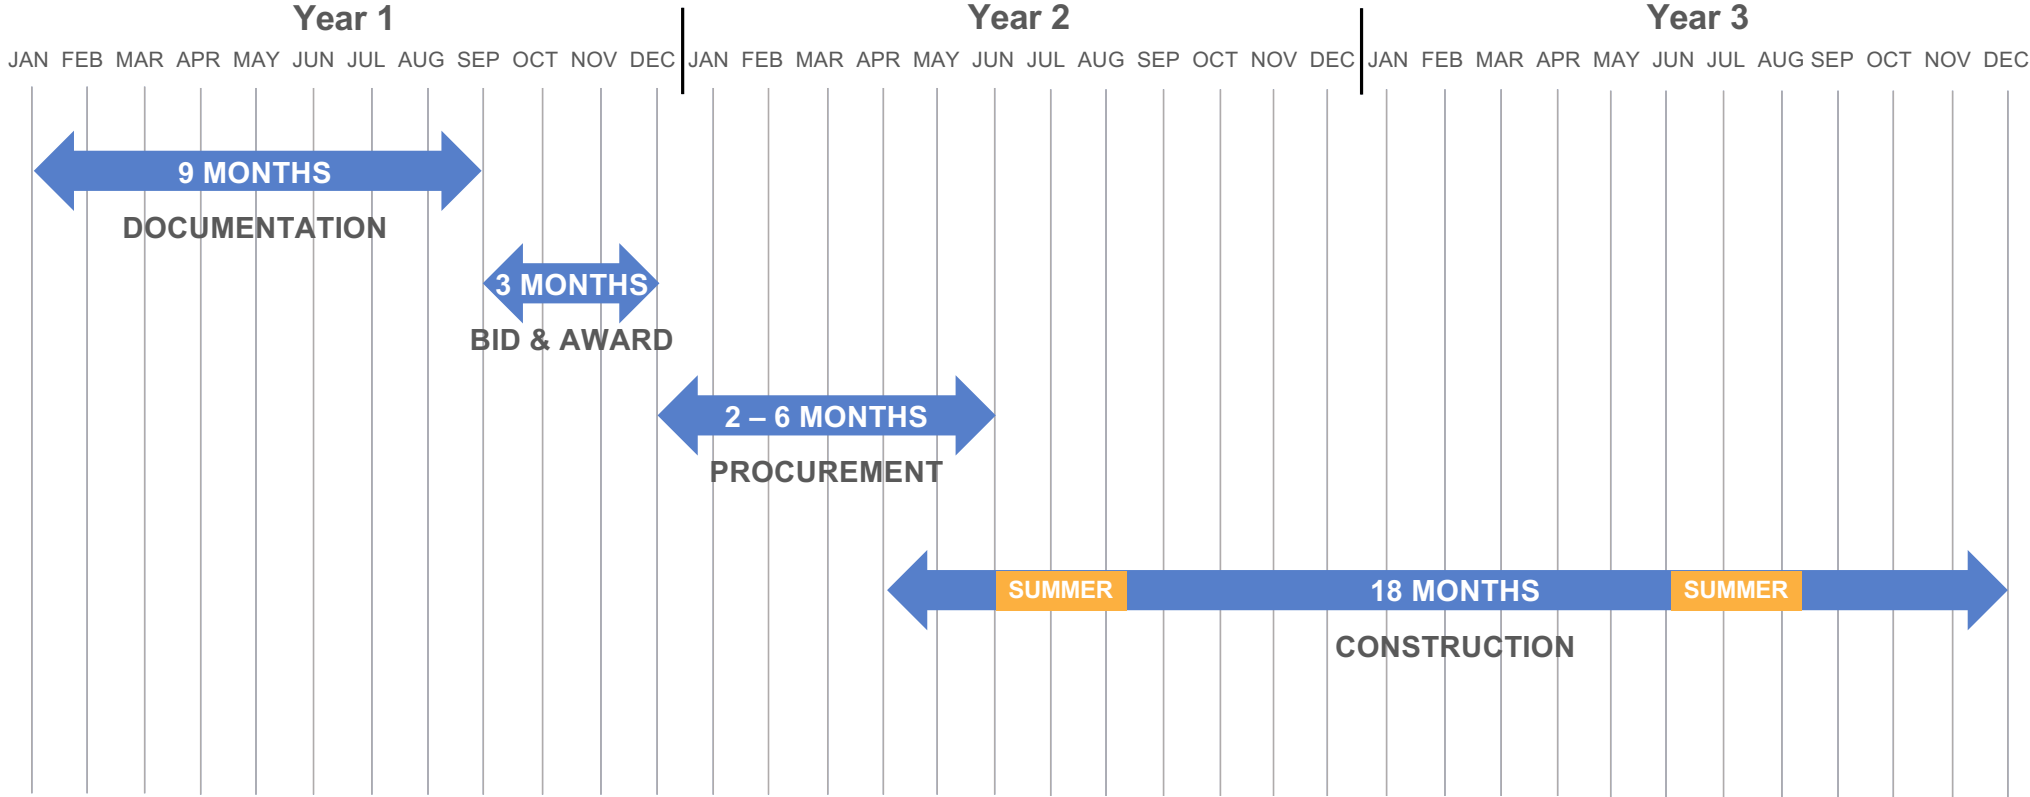 Year 1 Year 2 Year 3
JAN FEB MAR APR MAY JUN JUL AUG SEP OCT NOV DEC JAN FEB MAR APR MAY JUN JUL AUG SEP OCT NOV DEC JAN FEB MAR APR MAY JUN JUL AUG SEP OCT NOV DEC
9 MONTHS
DOCUMENTATION
3 MONTHS
BID & AWARD
2 – 6 MONTHS
PROCUREMENT
SUMMER 18 MONTHS SUMMER
CONSTRUCTION